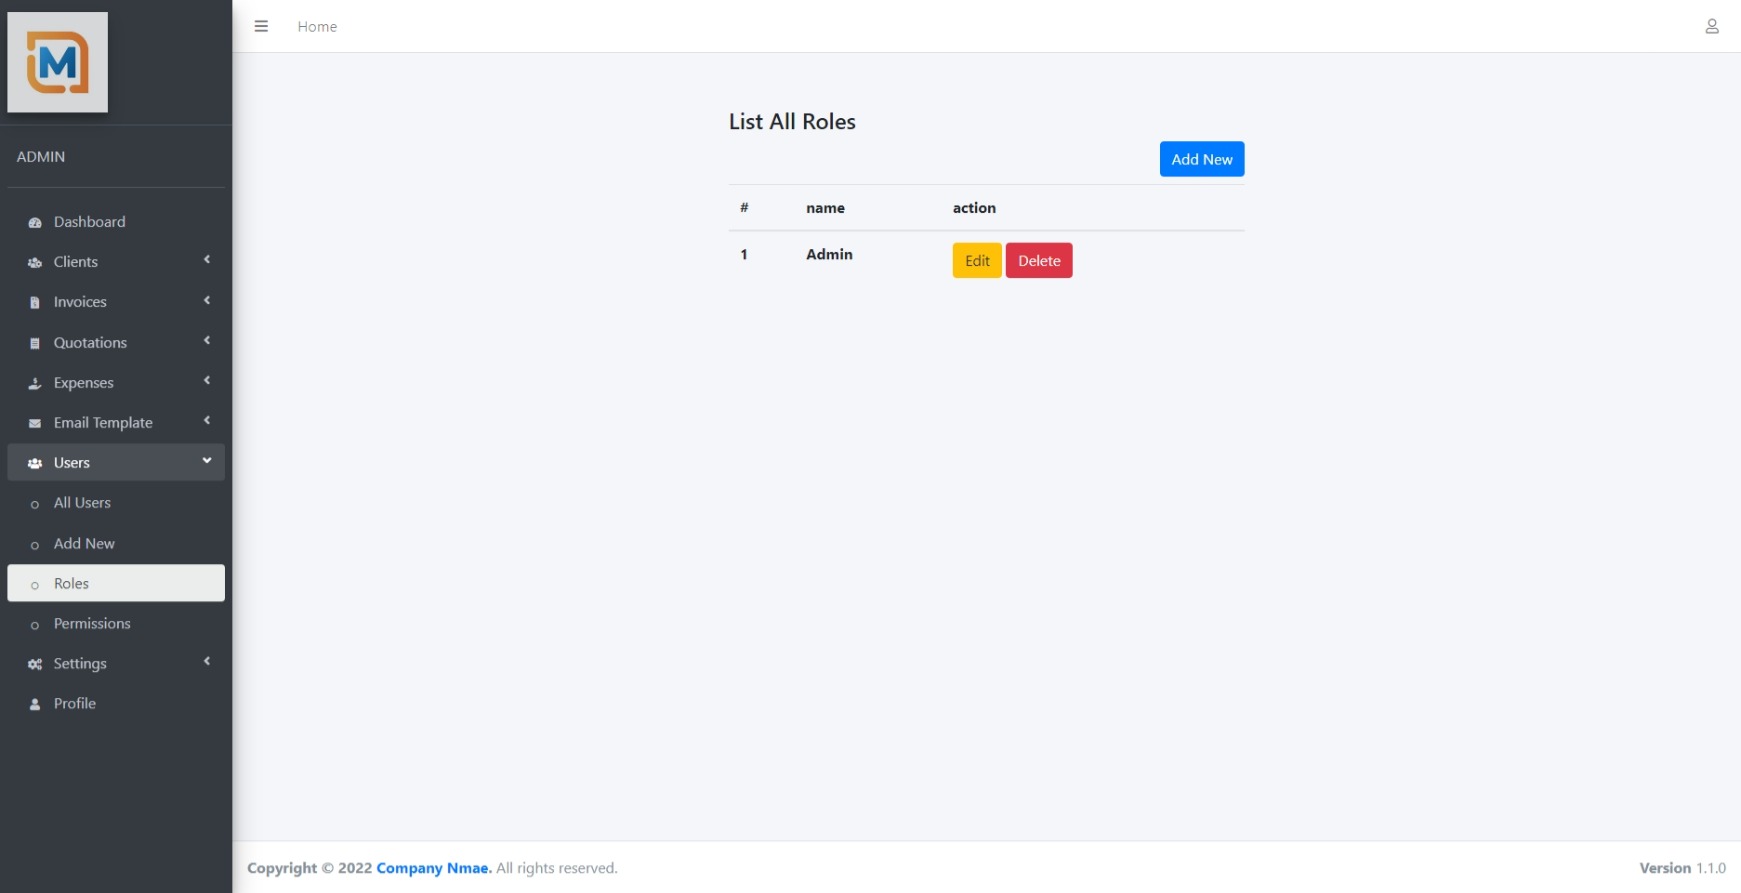 M
Home
ADMIN
Dashboard
Clients
Invoices
Quotations
Expenses
Email Template
Users
All Users
Add New
Roles
Permissions
Settings
Profile
List All Roles
Add New
# name action
1 Admin Edit Delete
Copyright © 2022 Company Nmae. All rights reserved. Version 1.1.0